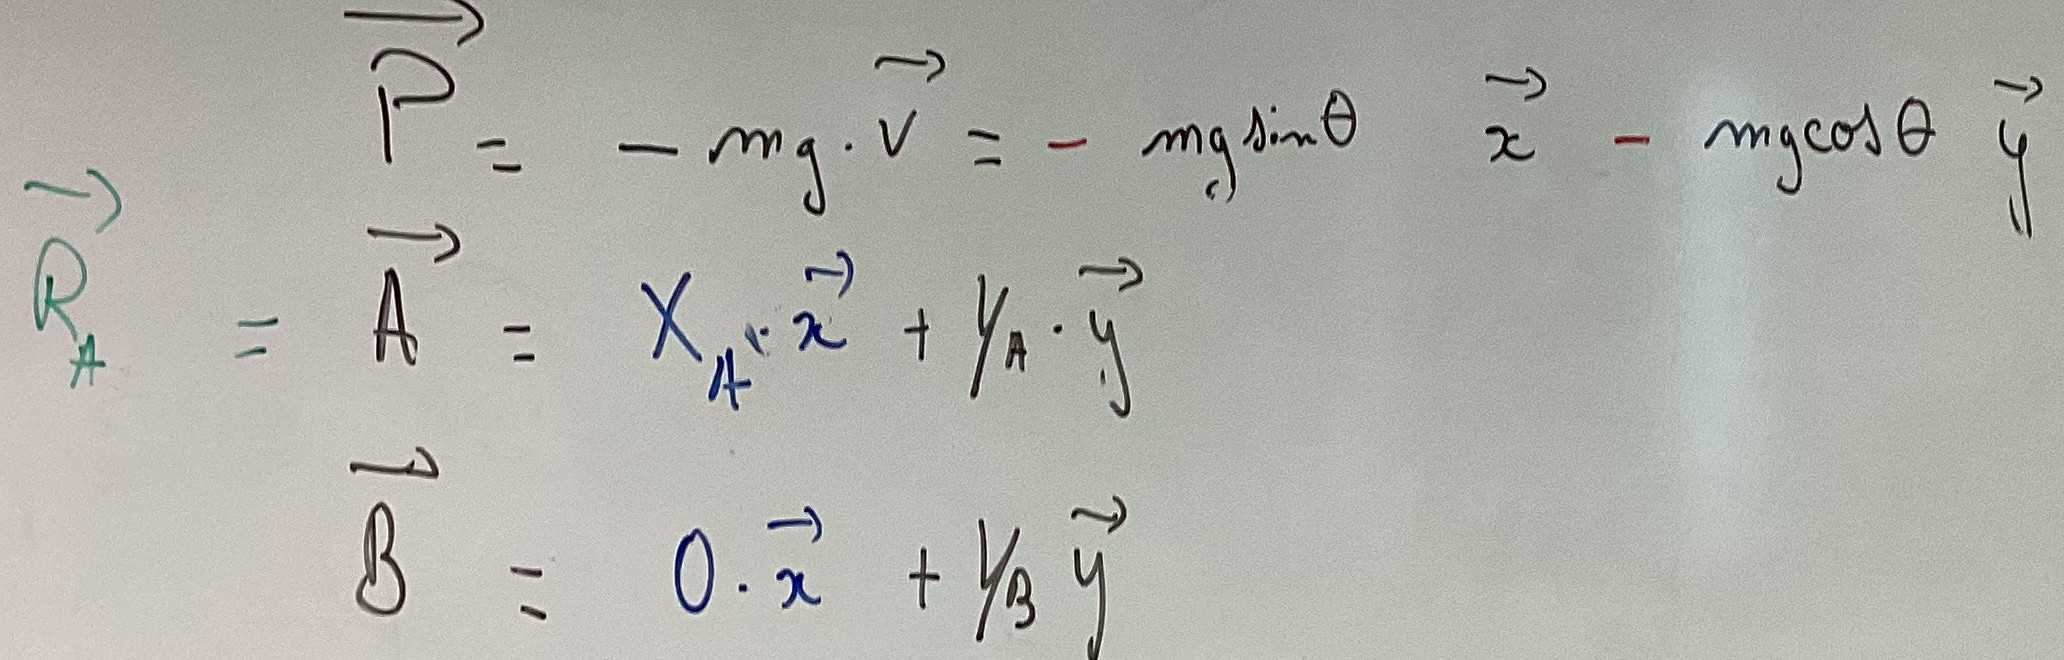 $\vec{P} = -mg \cdot \vec{v} = -mg \sin\theta \ \vec{x} - mg \cos\theta \ \vec{y}$
$\vec{R}_A = \vec{A} = X_A \cdot \vec{x} + Y_A \cdot \vec{y}$
$\vec{B} = 0 \cdot \vec{x} + Y_B \ \vec{y}$